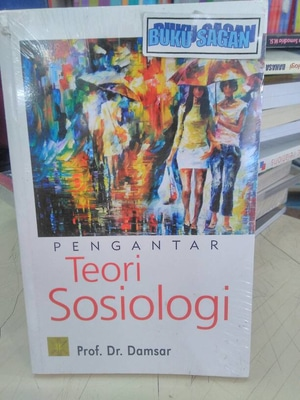 BUKU SAGAN
PENGANTAR
Teori
Sosiologi
Prof. Dr. Damsar